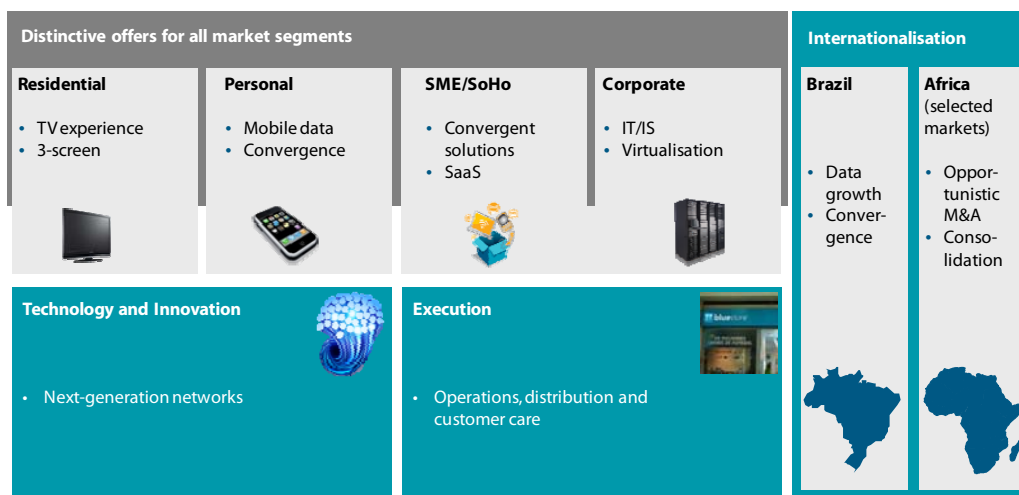 Distinctive offers for all market segments
Residential
• TV experience
• 3-screen
Personal
• Mobile data
• Convergence
SME/SoHo
• Convergent
solutions
• SaaS
Corporate
• IT/IS
• Virtualisation
Technology and Innovation
• Next-generation networks
Execution
bluestore
• Operations, distribution and
customer care
Internationalisation
Brazil
• Data
growth
• Conver-
gence
Africa
(selected
markets)
• Oppor-
tunistic
M&A
• Conso-
lidation